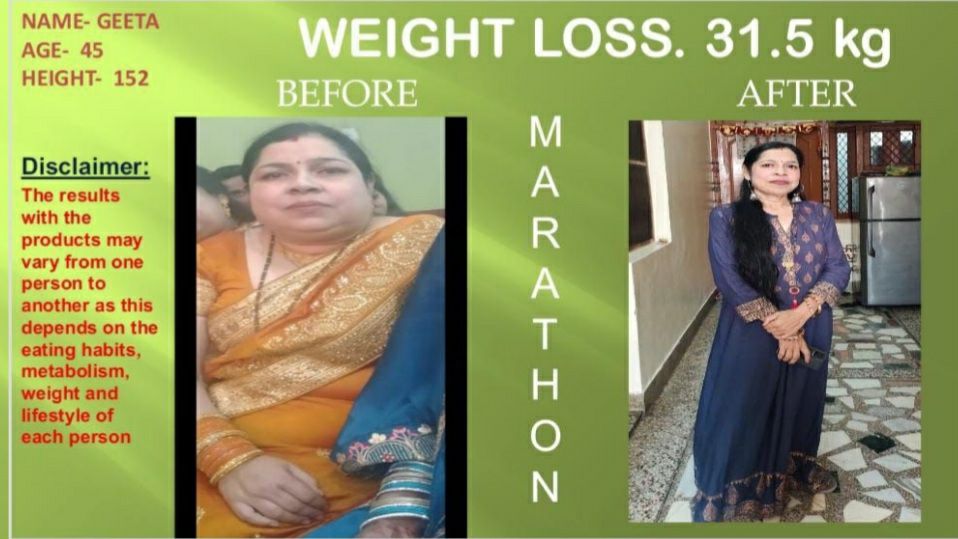 NAME- GEETA
AGE- 45
HEIGHT- 152
WEIGHT LOSS. 31.5 kg
BEFORE
AFTER
Disclaimer:
The results
with the
products may
vary from one
person to
another as this
depends on the
eating habits,
metabolism,
weight and
lifestyle of
each person
M
A
R
A
T
H
O
N